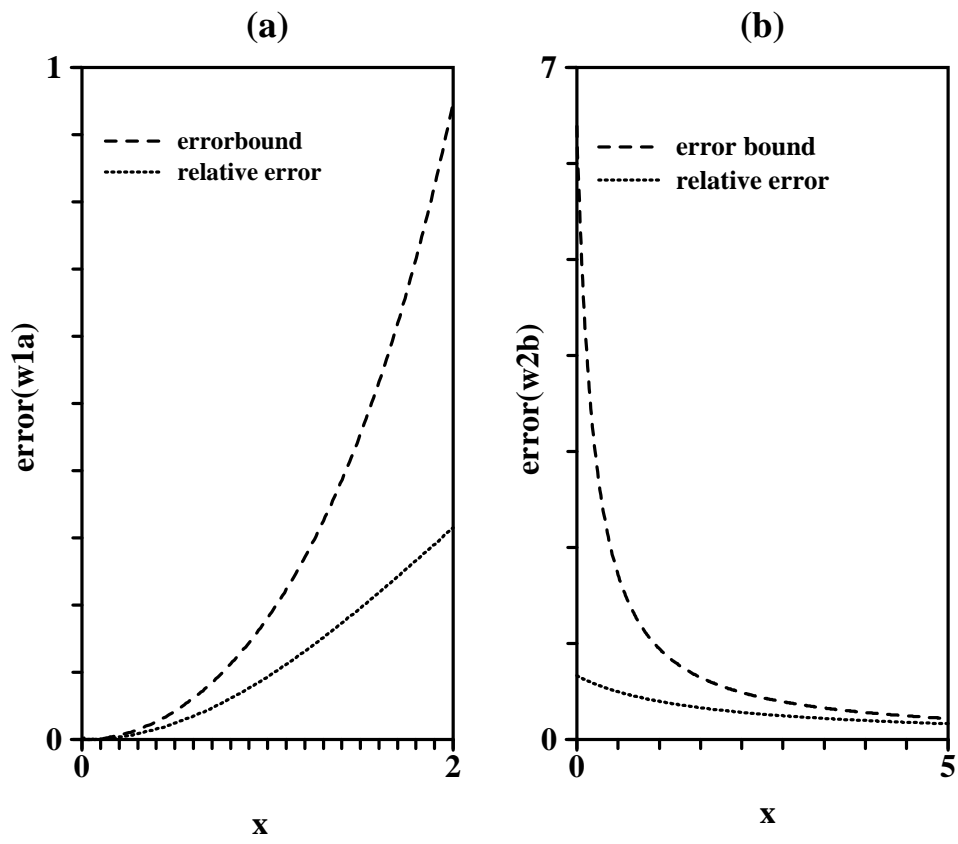 (a)
1
errorbound
relative error
error(w1a)
0
0
2
x
(b)
7
error bound
relative error
error(w2b)
0
0
5
x